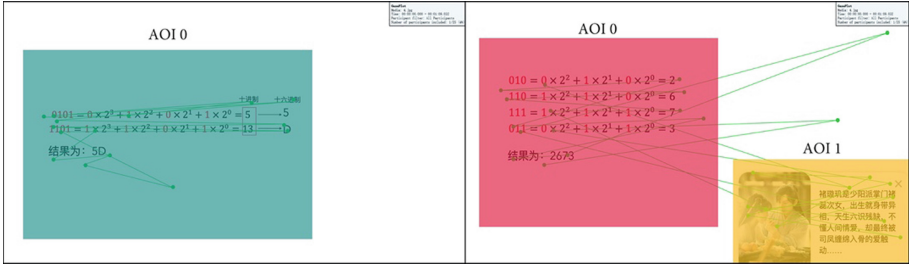 AOI 0
十进制 十六进制
0101 = 0 × 2³ + 1 × 2² + 0 × 2¹ + 1 × 2⁰ = 5 → 5
1101 = 1 × 2³ + 1 × 2² + 0 × 2¹ + 1 × 2⁰ = 13 → D
结果为：5D
AOI 0
010 = 0 × 2² + 1 × 2¹ + 0 × 2⁰ = 2
110 = 1 × 2² + 1 × 2¹ + 0 × 2⁰ = 6
111 = 1 × 2² + 1 × 2¹ + 1 × 2⁰ = 7
011 = 0 × 2² + 1 × 2¹ + 1 × 2⁰ = 3
结果为：2673
AOI 1
褚璇玑是少阳派掌门褚
磊次女，出生就身带异
相，天生六识残缺，不
懂人间情爱，却最终被
司凤缠绵入骨的爱触
动……